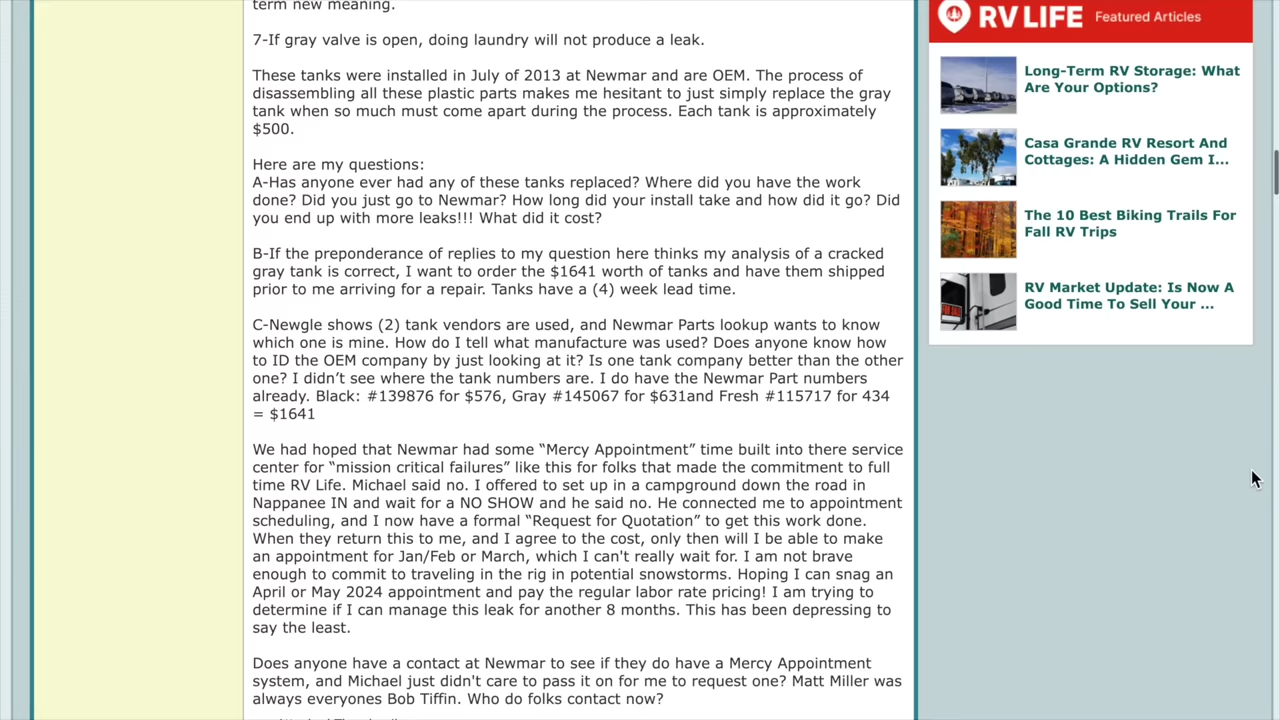 term new meaning.
7-If gray valve is open, doing laundry will not produce a leak.
These tanks were installed in July of 2013 at Newmar and are OEM. The process of
disassembling all these plastic parts makes me hesitant to just simply replace the gray
tank when so much must come apart during the process. Each tank is approximately
$500.
Here are my questions:
A-Has anyone ever had any of these tanks replaced? Where did you have the work
done? Did you just go to Newmar? How long did your install take and how did it go? Did
you end up with more leaks!!! What did it cost?
B-If the preponderance of replies to my question here thinks my analysis of a cracked
gray tank is correct, I want to order the $1641 worth of tanks and have them shipped
prior to me arriving for a repair. Tanks have a (4) week lead time.
C-Newgle shows (2) tank vendors are used, and Newmar Parts lookup wants to know
which one is mine. How do I tell what manufacture was used? Does anyone know how
to ID the OEM company by just looking at it? Is one tank company better than the other
one? I didn’t see where the tank numbers are. I do have the Newmar Part numbers
already. Black: #139876 for $576, Gray #145067 for $631and Fresh #115717 for 434
= $1641
We had hoped that Newmar had some “Mercy Appointment” time built into there service
center for “mission critical failures” like this for folks that made the commitment to full
time RV Life. Michael said no. I offered to set up in a campground down the road in
Nappanee IN and wait for a NO SHOW and he said no. He connected me to appointment
scheduling, and I now have a formal “Request for Quotation” to get this work done.
When they return this to me, and I agree to the cost, only then will I be able to make
an appointment for Jan/Feb or March, which I can't really wait for. I am not brave
enough to commit to traveling in the rig in potential snowstorms. Hoping I can snag an
April or May 2024 appointment and pay the regular labor rate pricing! I am trying to
determine if I can manage this leak for another 8 months. This has been depressing to
say the least.
Does anyone have a contact at Newmar to see if they do have a Mercy Appointment
system, and Michael just didn't care to pass it on for me to request one? Matt Miller was
always everyones Bob Tiffin. Who do folks contact now?
RV LIFE Featured Articles
Long-Term RV Storage: What
Are Your Options?
Casa Grande RV Resort And
Cottages: A Hidden Gem I...
The 10 Best Biking Trails For
Fall RV Trips
RV Market Update: Is Now A
Good Time To Sell Your ...